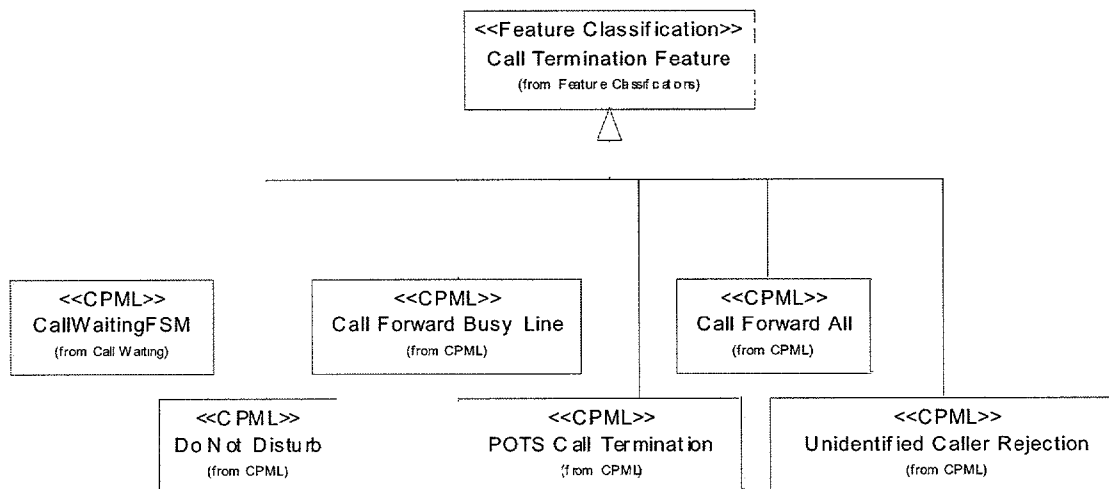 <<Feature Classification>>
Call Termination Feature
(from Feature Classificators)
<<CPML>>
CallWaitingFSM
(from Call Waiting)
<<CPML>>
Call Forward Busy Line
(from CPML)
<<CPML>>
Call Forward All
(from CPML)
<<CPML>>
Do Not Disturb
(from CPML)
<<CPML>>
POTS Call Termination
(from CPML)
<<CPML>>
Unidentified Caller Rejection
(from CPML)